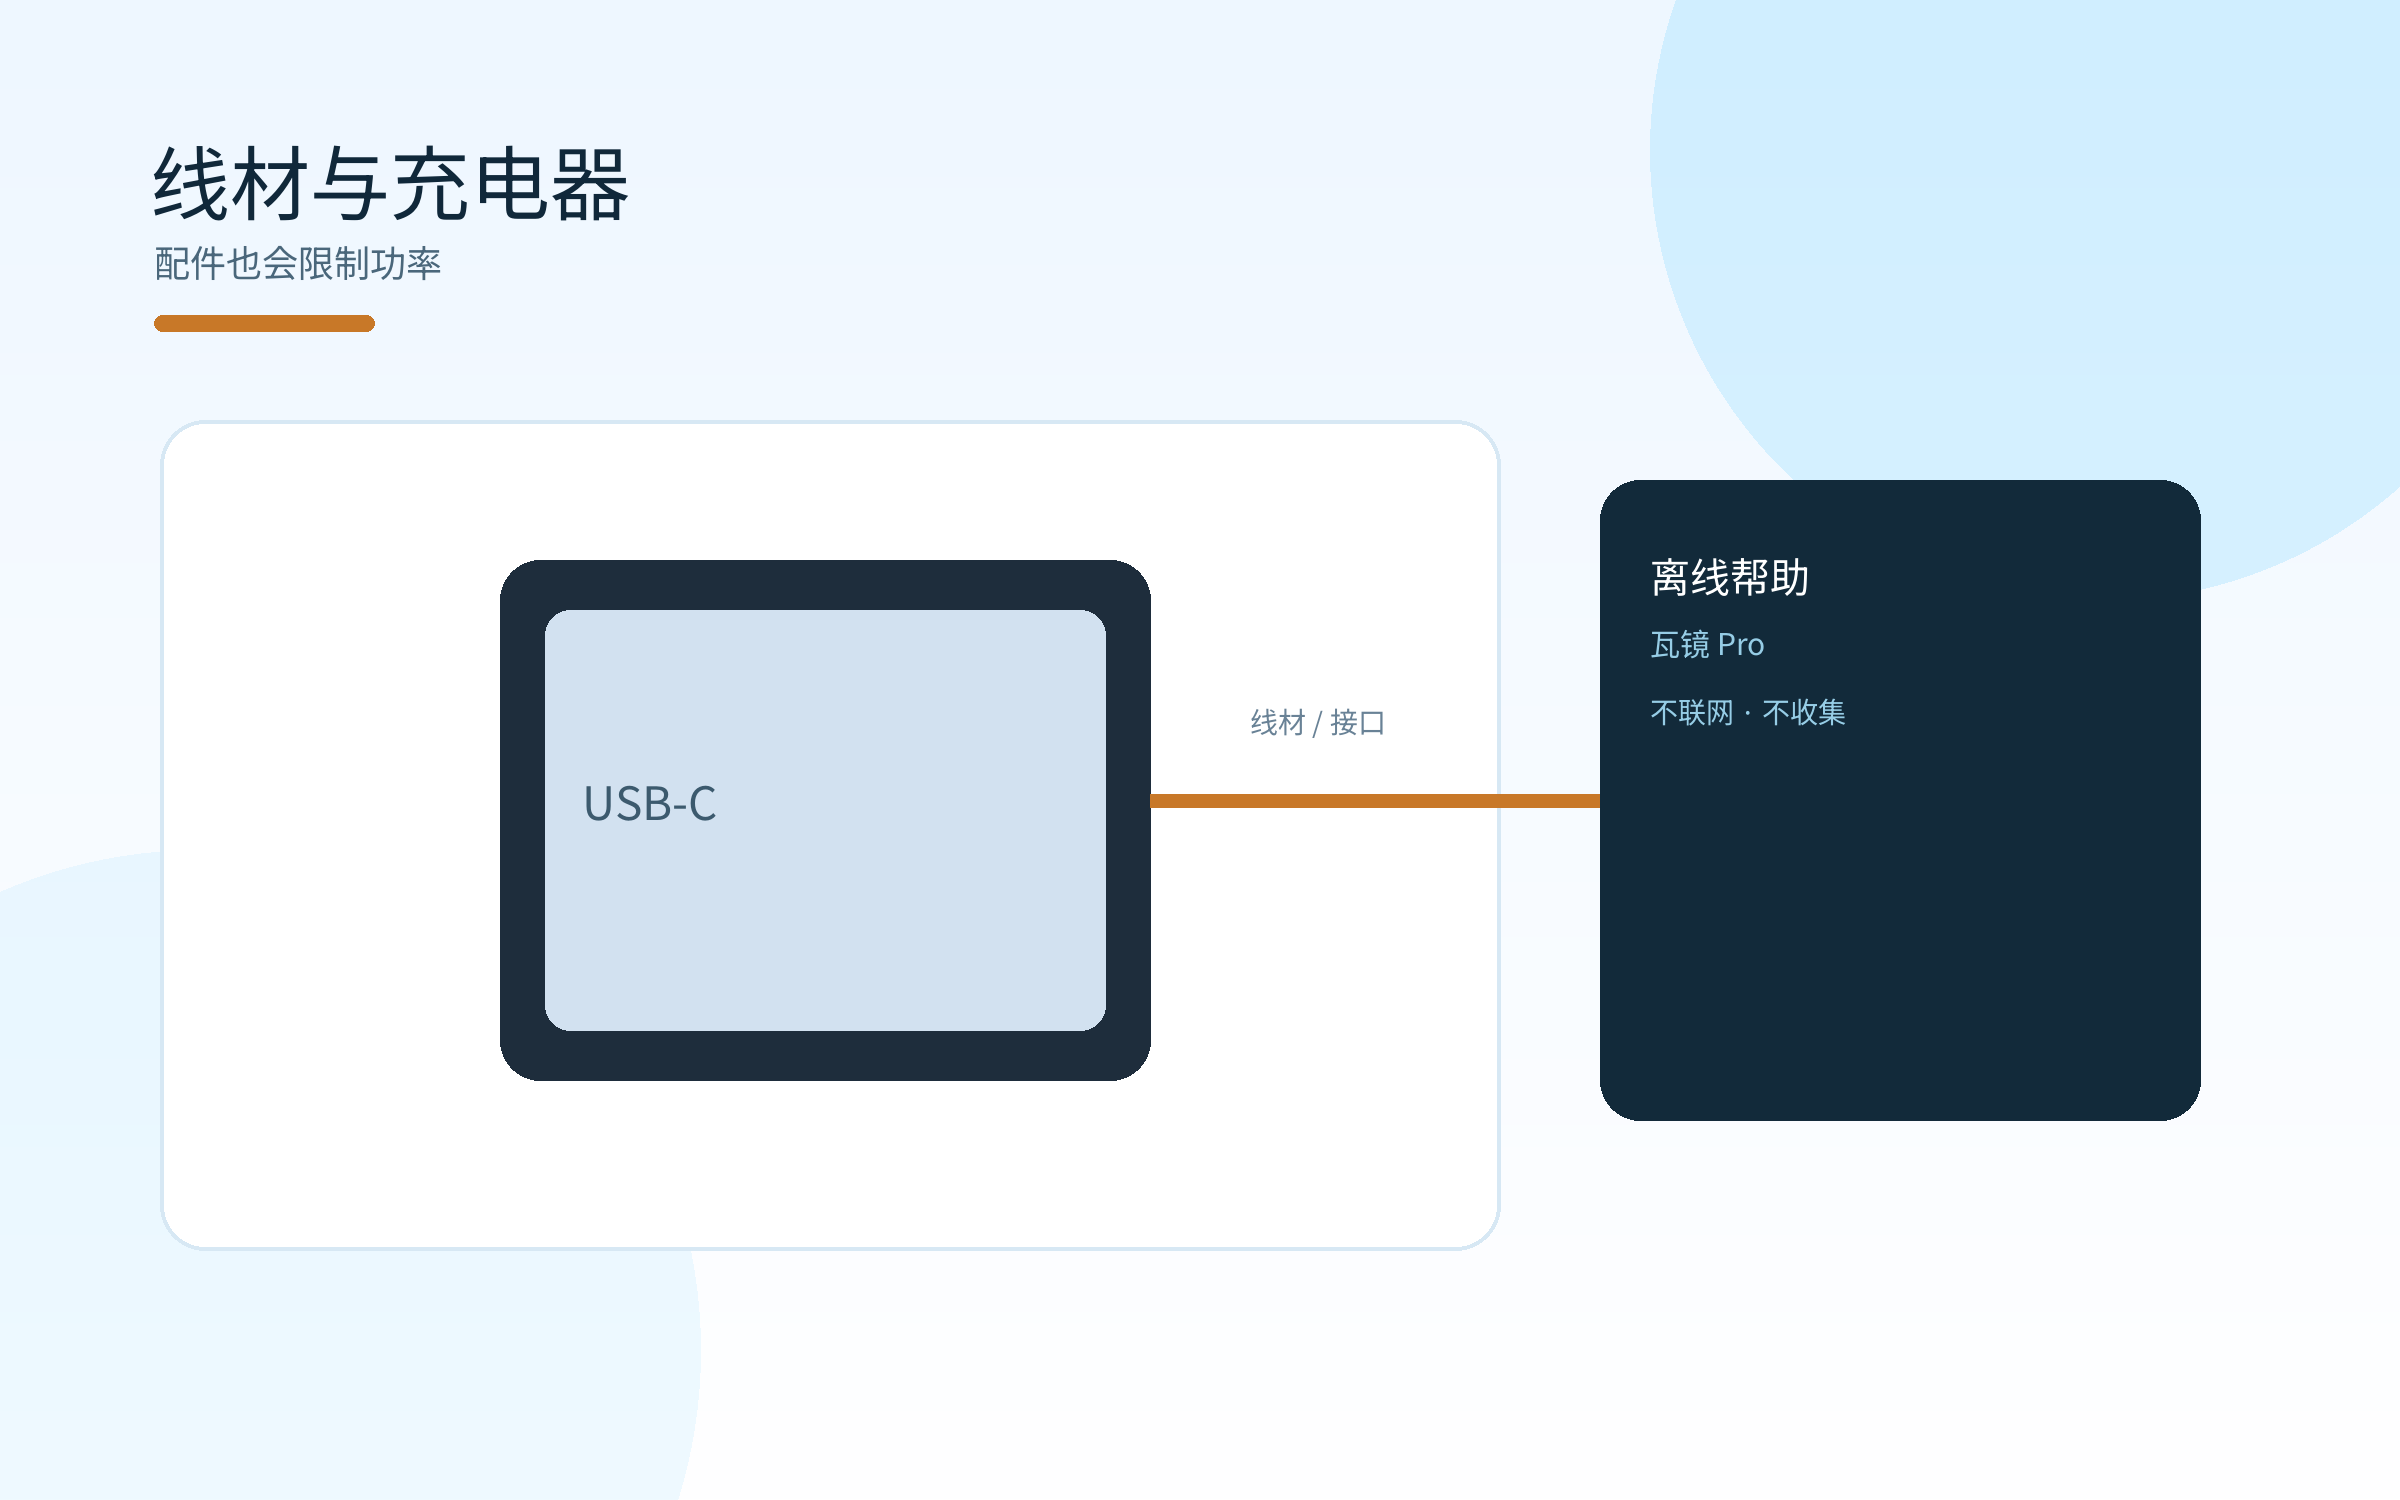 线材与充电器
配件也会限制功率
离线帮助
瓦镜 Pro
不联网 · 不收集
线材 / 接口
USB-C